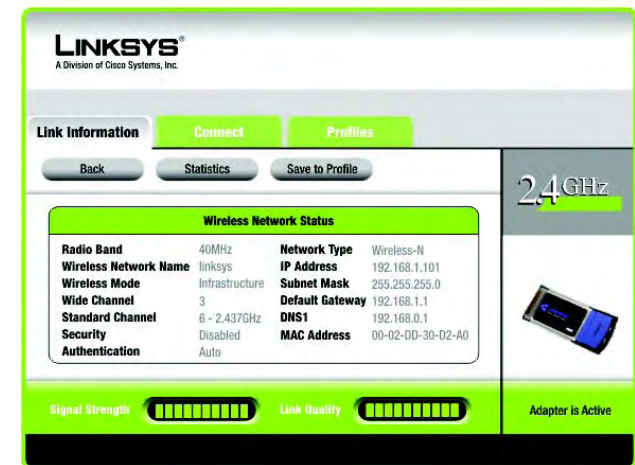 LINKSYS®
A Division of Cisco Systems, Inc.
Link Information Connect Profiles
Back Statistics Save to Profile
2.4GHz
Wireless Network Status
Radio Band 40MHz Network Type Wireless-N
Wireless Network Name linksys IP Address 192.168.1.101
Wireless Mode Infrastructure Subnet Mask 255.255.255.0
Wide Channel 3 Default Gateway 192.168.1.1
Standard Channel 6 - 2.437GHz DNS1 192.168.0.1
Security Disabled MAC Address 00-02-DD-30-D2-A0
Authentication Auto
Signal Strength Link Quality Adapter is Active